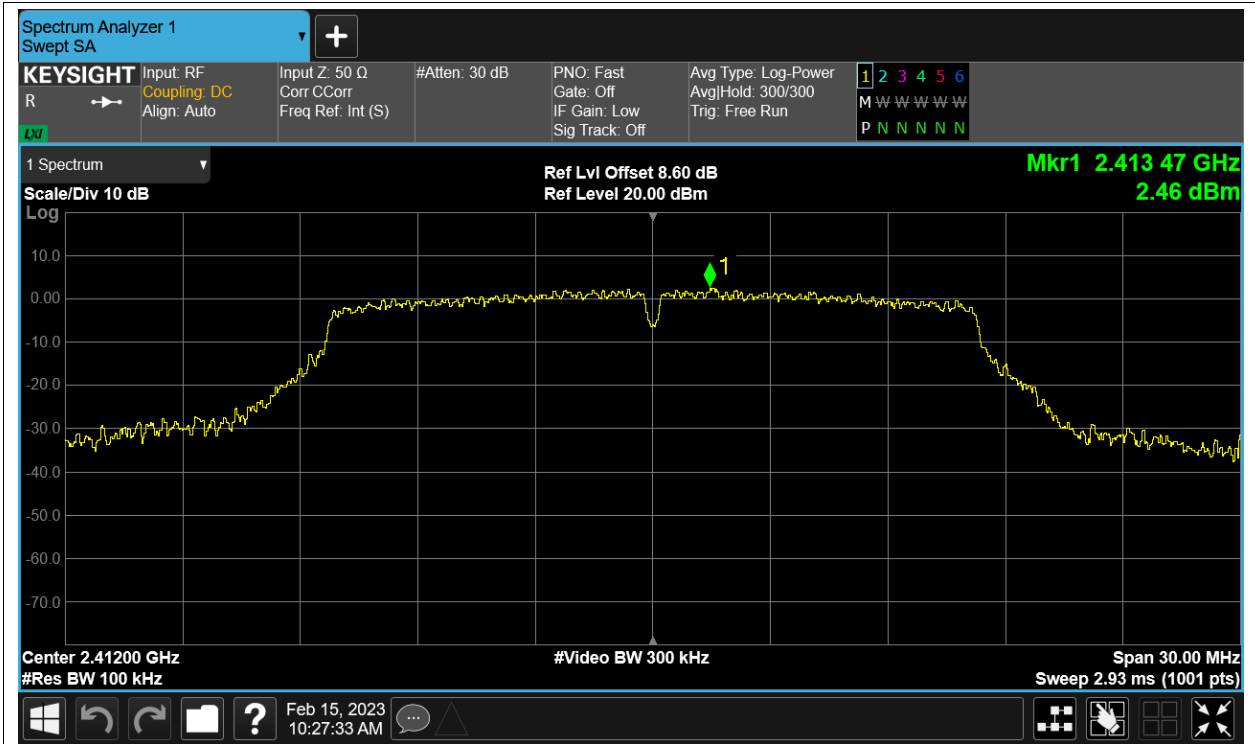 Spectrum Analyzer 1
Swept SA
KEYSIGHT
R
LXI
Input: RF
Coupling: DC
Align: Auto
Input Z: 50 Ω
Corr CCorr
Freq Ref: Int (S)
#Atten: 30 dB
PNO: Fast
Gate: Off
IF Gain: Low
Sig Track: Off
Avg Type: Log-Power
Avg|Hold: 300/300
Trig: Free Run
1 2 3 4 5 6
M W W W W W
P N N N N N
1 Spectrum
Scale/Div 10 dB
Ref Lvl Offset 8.60 dB
Ref Level 20.00 dBm
Mkr1 2.413 47 GHz
2.46 dBm
Log
1
10.0
0.00
-10.0
-20.0
-30.0
-40.0
-50.0
-60.0
-70.0
Center 2.41200 GHz
#Res BW 100 kHz
#Video BW 300 kHz
Span 30.00 MHz
Sweep 2.93 ms (1001 pts)
?
Feb 15, 2023
10:27:33 AM